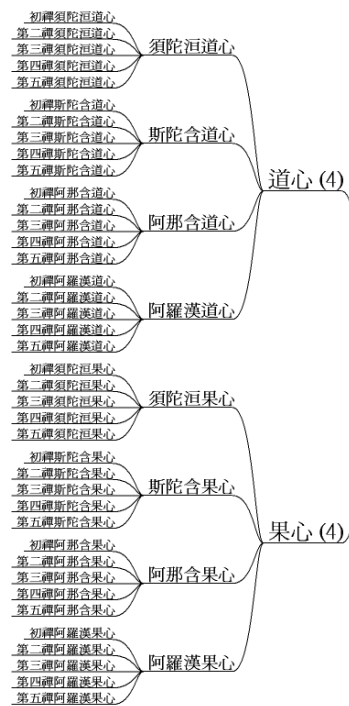 初禪須陀洹道心
第二禪須陀洹道心
第三禪須陀洹道心
第四禪須陀洹道心
第五禪須陀洹道心
須陀洹道心
初禪斯陀含道心
第二禪斯陀含道心
第三禪斯陀含道心
第四禪斯陀含道心
第五禪斯陀含道心
斯陀含道心
道心 (4)
初禪阿那含道心
第二禪阿那含道心
第三禪阿那含道心
第四禪阿那含道心
第五禪阿那含道心
阿那含道心
初禪阿羅漢道心
第二禪阿羅漢道心
第三禪阿羅漢道心
第四禪阿羅漢道心
第五禪阿羅漢道心
阿羅漢道心
初禪須陀洹果心
第二禪須陀洹果心
第三禪須陀洹果心
第四禪須陀洹果心
第五禪須陀洹果心
須陀洹果心
初禪斯陀含果心
第二禪斯陀含果心
第三禪斯陀含果心
第四禪斯陀含果心
第五禪斯陀含果心
斯陀含果心
果心 (4)
初禪阿那含果心
第二禪阿那含果心
第三禪阿那含果心
第四禪阿那含果心
第五禪阿那含果心
阿那含果心
初禪阿羅漢果心
第二禪阿羅漢果心
第三禪阿羅漢果心
第四禪阿羅漢果心
第五禪阿羅漢果心
阿羅漢果心